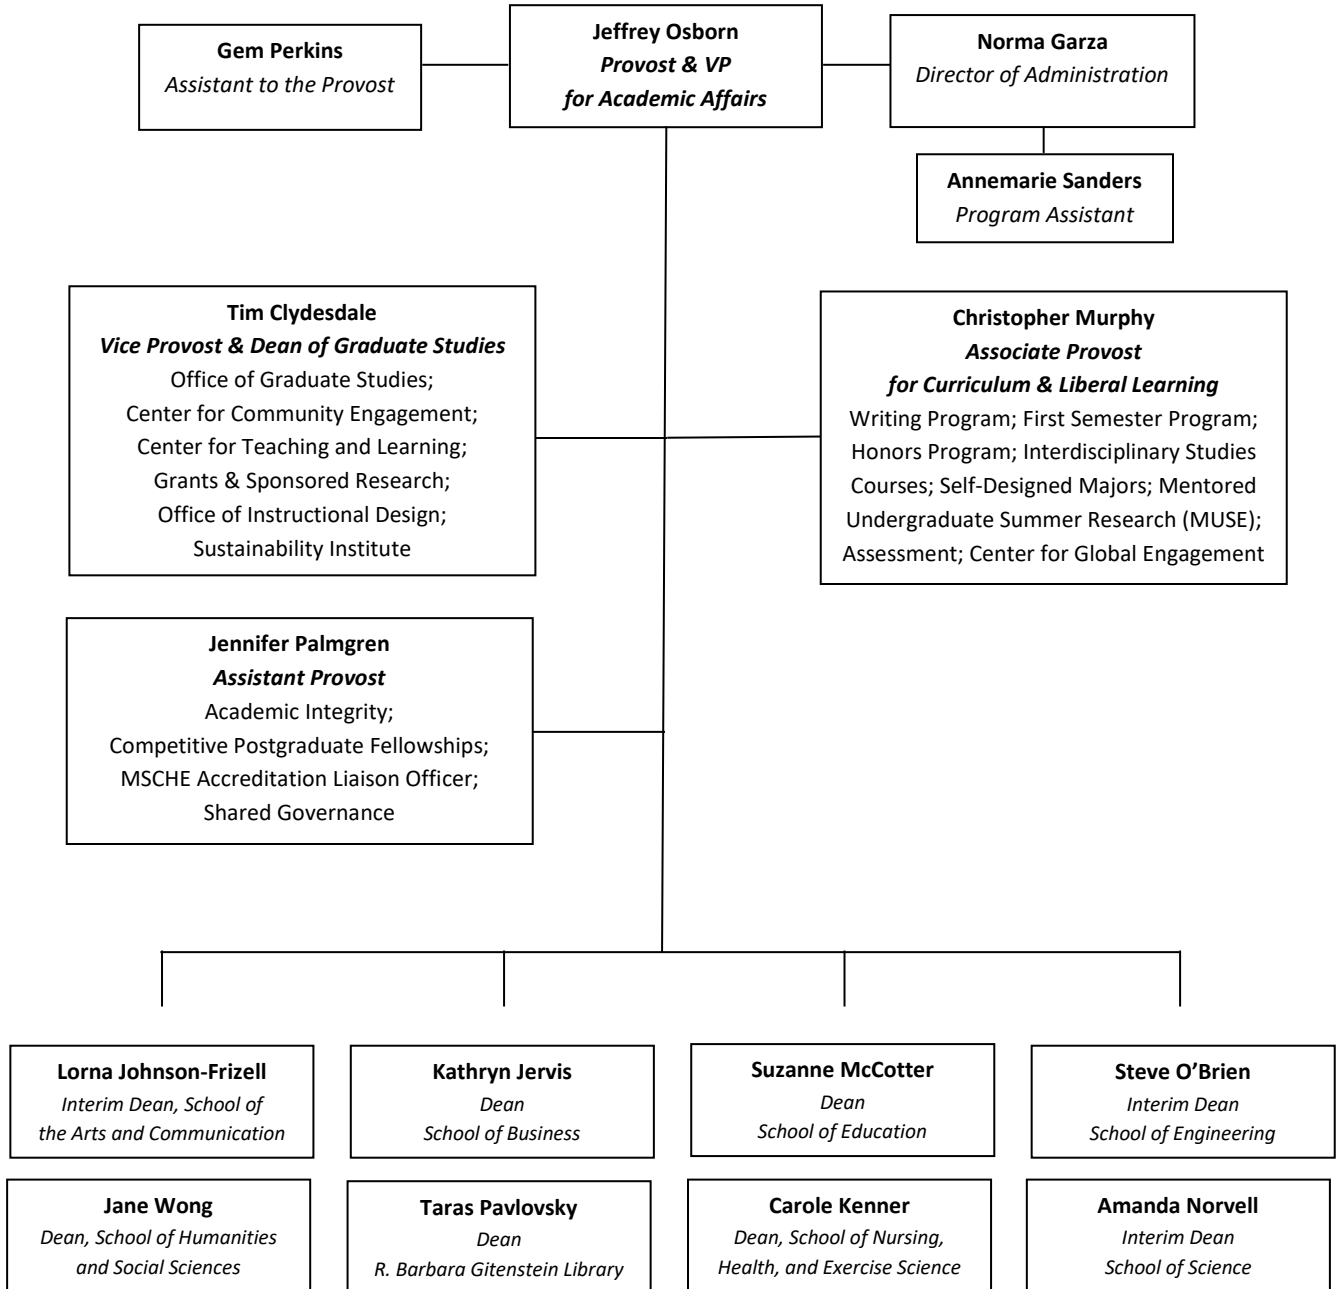 Gem Perkins
Assistant to the Provost
Jeffrey Osborn
Provost & VP
for Academic Affairs
Norma Garza
Director of Administration
Annemarie Sanders
Program Assistant
Tim Clydesdale
Vice Provost & Dean of Graduate Studies
Office of Graduate Studies;
Center for Community Engagement;
Center for Teaching and Learning;
Grants & Sponsored Research;
Office of Instructional Design;
Sustainability Institute
Christopher Murphy
Associate Provost
for Curriculum & Liberal Learning
Writing Program; First Semester Program;
Honors Program; Interdisciplinary Studies
Courses; Self-Designed Majors; Mentored
Undergraduate Summer Research (MUSE);
Assessment; Center for Global Engagement
Jennifer Palmgren
Assistant Provost
Academic Integrity;
Competitive Postgraduate Fellowships;
MSCHE Accreditation Liaison Officer;
Shared Governance
Lorna Johnson-Frizell
Interim Dean, School of
the Arts and Communication
Kathryn Jervis
Dean
School of Business
Suzanne McCotter
Dean
School of Education
Steve O’Brien
Interim Dean
School of Engineering
Jane Wong
Dean, School of Humanities
and Social Sciences
Taras Pavlovsky
Dean
R. Barbara Gitenstein Library
Carole Kenner
Dean, School of Nursing,
Health, and Exercise Science
Amanda Norvell
Interim Dean
School of Science